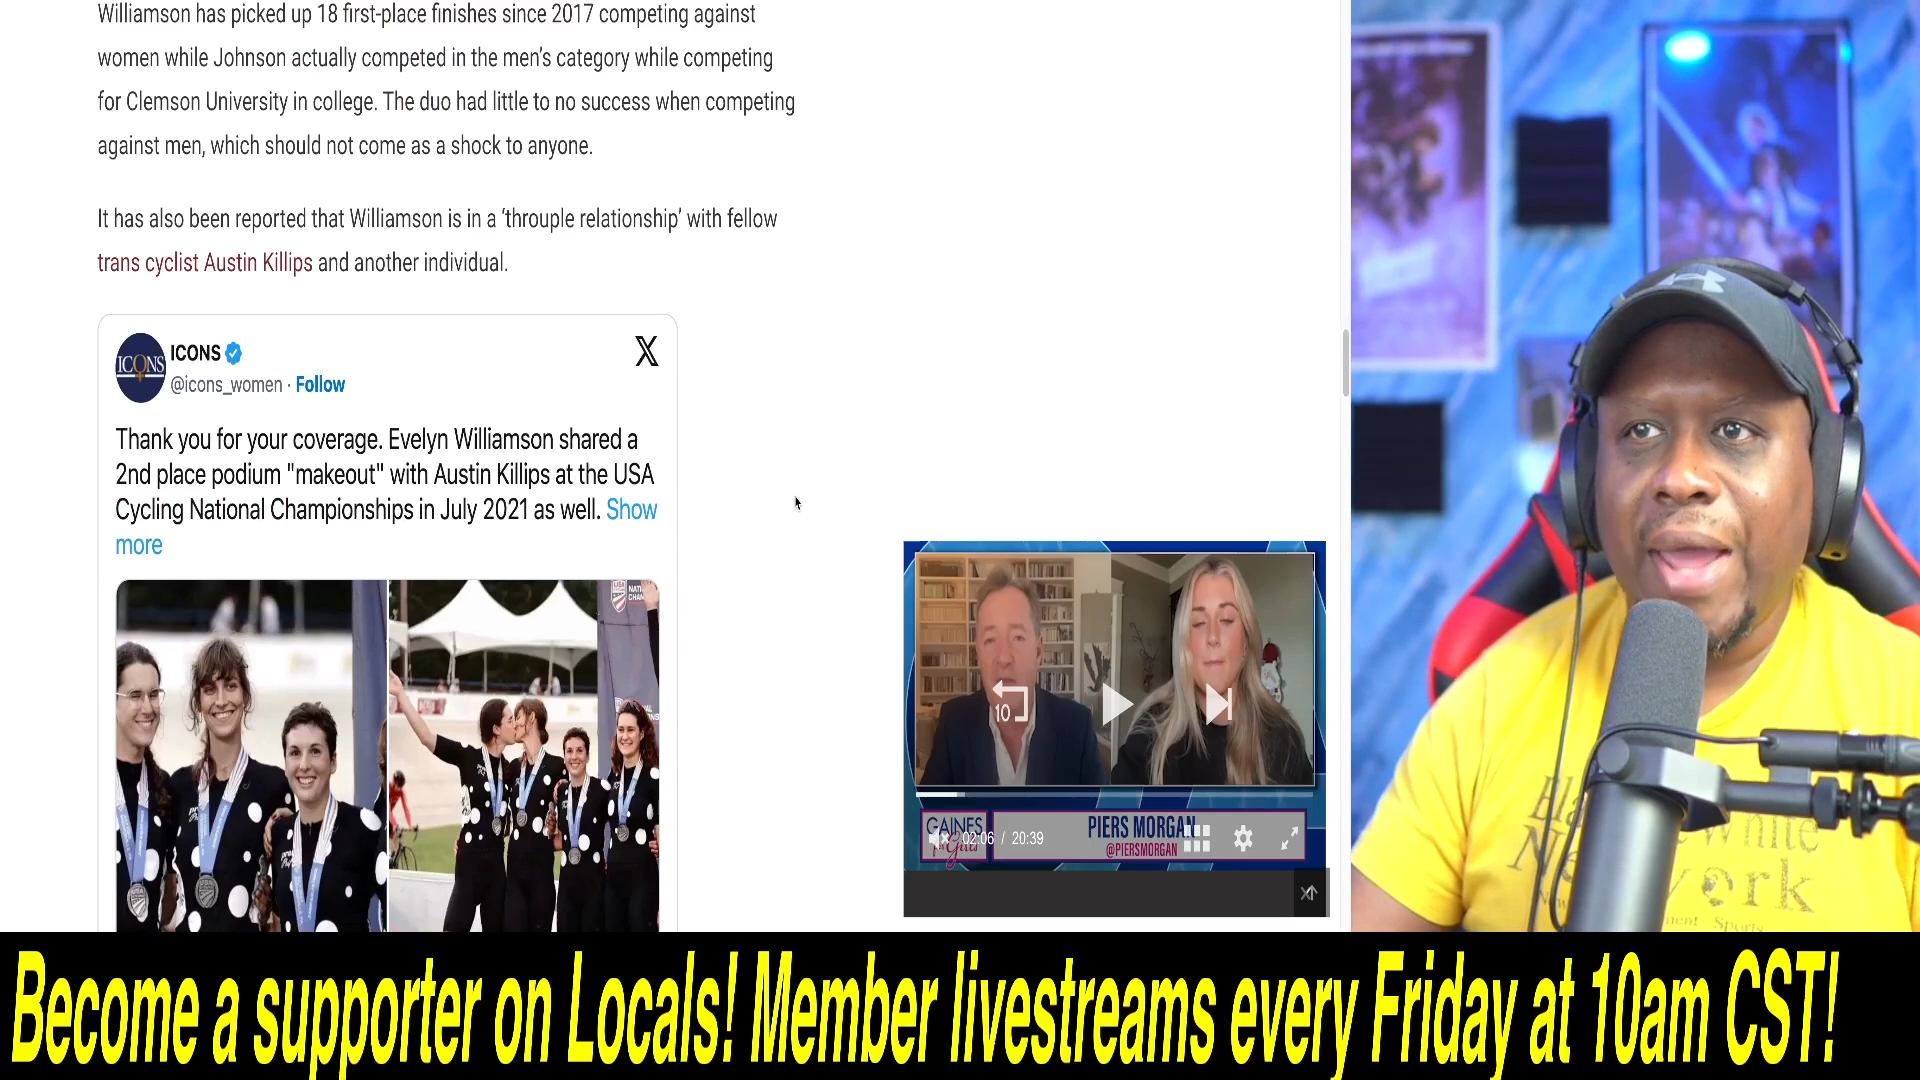 Williamson has picked up 18 first-place finishes since 2017 competing against
women while Johnson actually competed in the men's category while competing
for Clemson University in college. The duo had little to no success when competing
against men, which should not come as a shock to anyone.
It has also been reported that Williamson is in a ‘throuple relationship’ with fellow
trans cyclist Austin Killips and another individual.
ICONS
ICONS
@icons_women · Follow
Thank you for your coverage. Evelyn Williamson shared a
2nd place podium "makeout" with Austin Killips at the USA
Cycling National Championships in July 2021 as well. Show
more
10
GAINES
for Girls
02:06 / 20:39
PIERS MORGAN
@PIERSMORGAN
White
York
Sports
Become a supporter on Locals! Member livestreams every Friday at 10am CST!